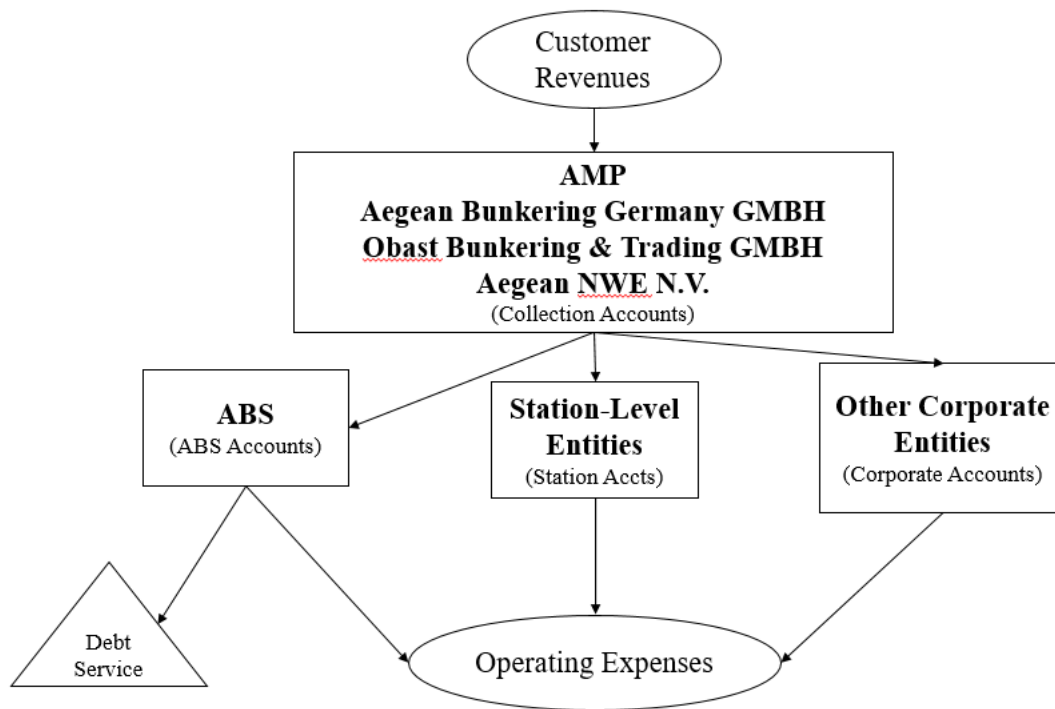 Customer
Revenues
AMP
Aegean Bunkering Germany GMBH
Obast Bunkering & Trading GMBH
Aegean NWE N.V.
(Collection Accounts)
ABS
(ABS Accounts)
Station-Level
Entities
(Station Accts)
Other Corporate
Entities
(Corporate Accounts)
Debt
Service
Operating Expenses